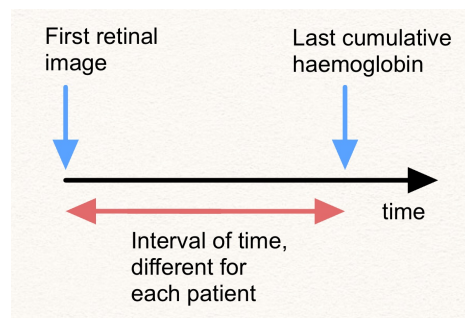 First retinal
image
Last cumulative
haemoglobin
time
Interval of time,
different for
each patient